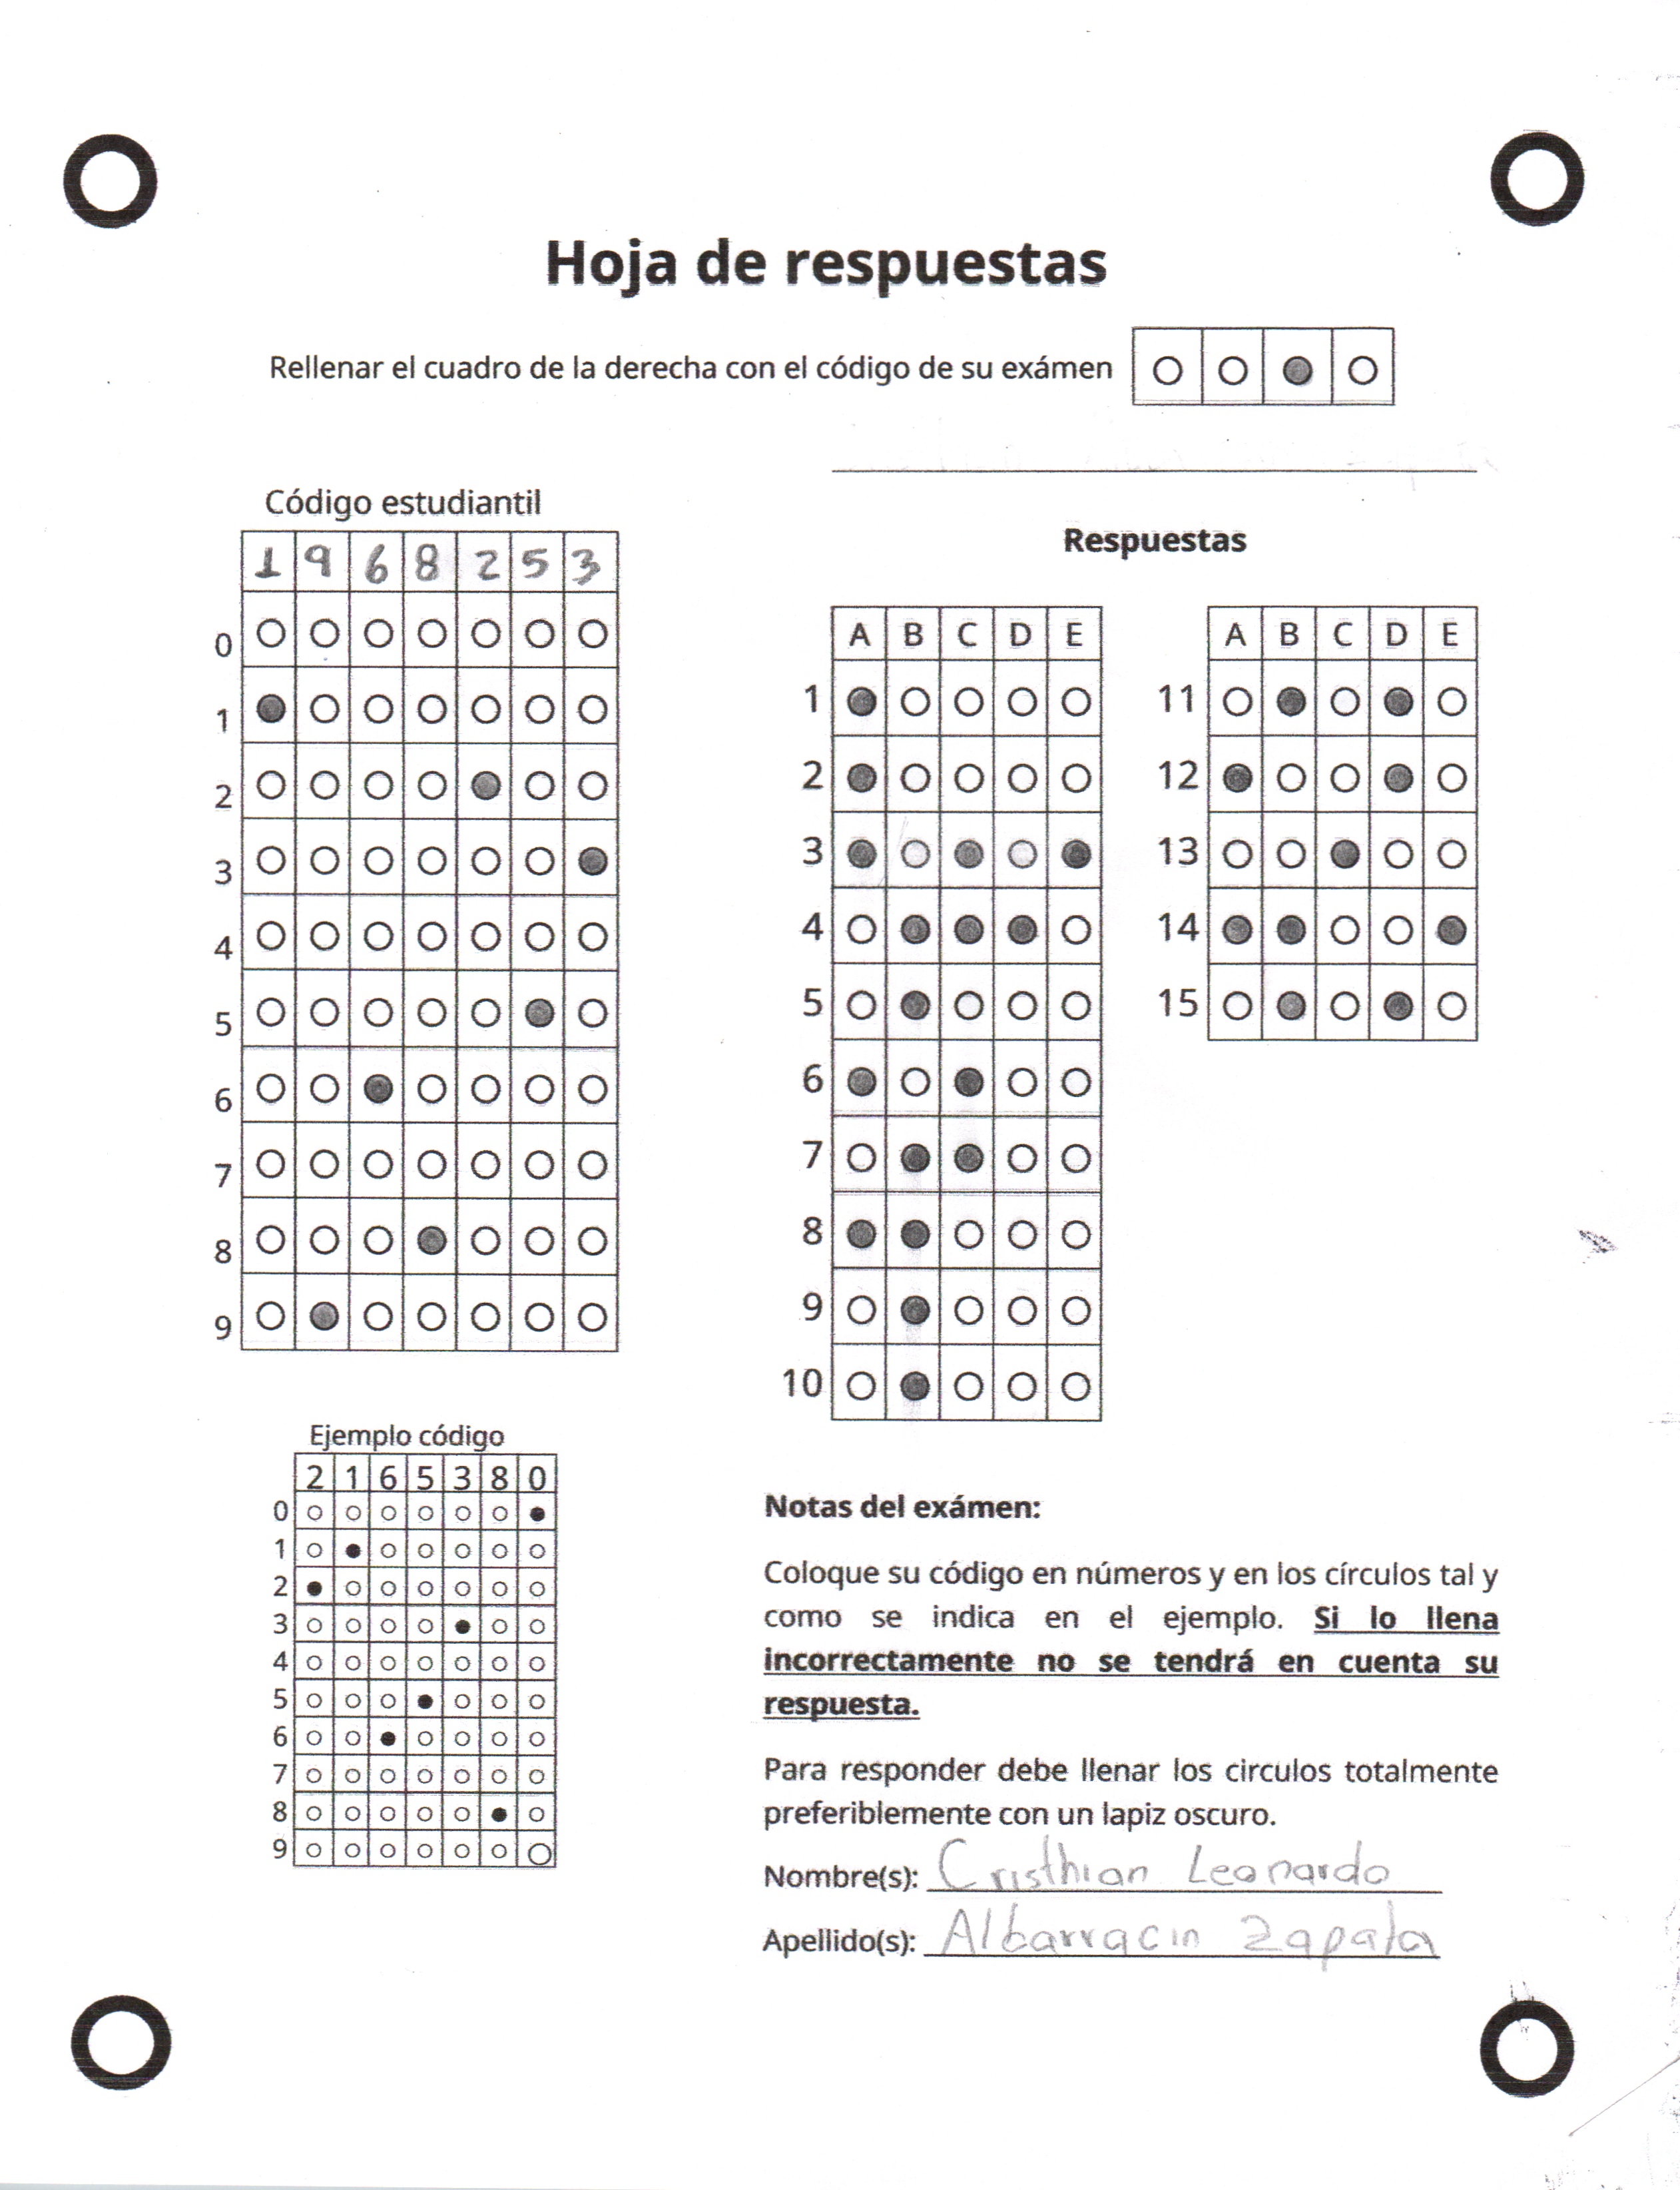 Hoja de respuestas
Rellenar el cuadro de la derecha con el código de su exámen
Código estudiantil
1 9 6 8 2 5 3
0
1
2
3
4
5
6
7
8
9
Respuestas
A B C D E
1
2
3
4
5
6
7
8
9
10
A B C D E
11
12
13
14
15
Ejemplo código
2 1 6 5 3 8 0
0
1
2
3
4
5
6
7
8
9
Notas del exámen:
Coloque su código en números y en los círculos tal y
como se indica en el ejemplo. Si lo llena
incorrectamente no se tendrá en cuenta su
respuesta.
Para responder debe llenar los circulos totalmente
preferiblemente con un lapiz oscuro.
Nombre(s): Cristhian Leonardo
Apellido(s): Albarracin Zapata